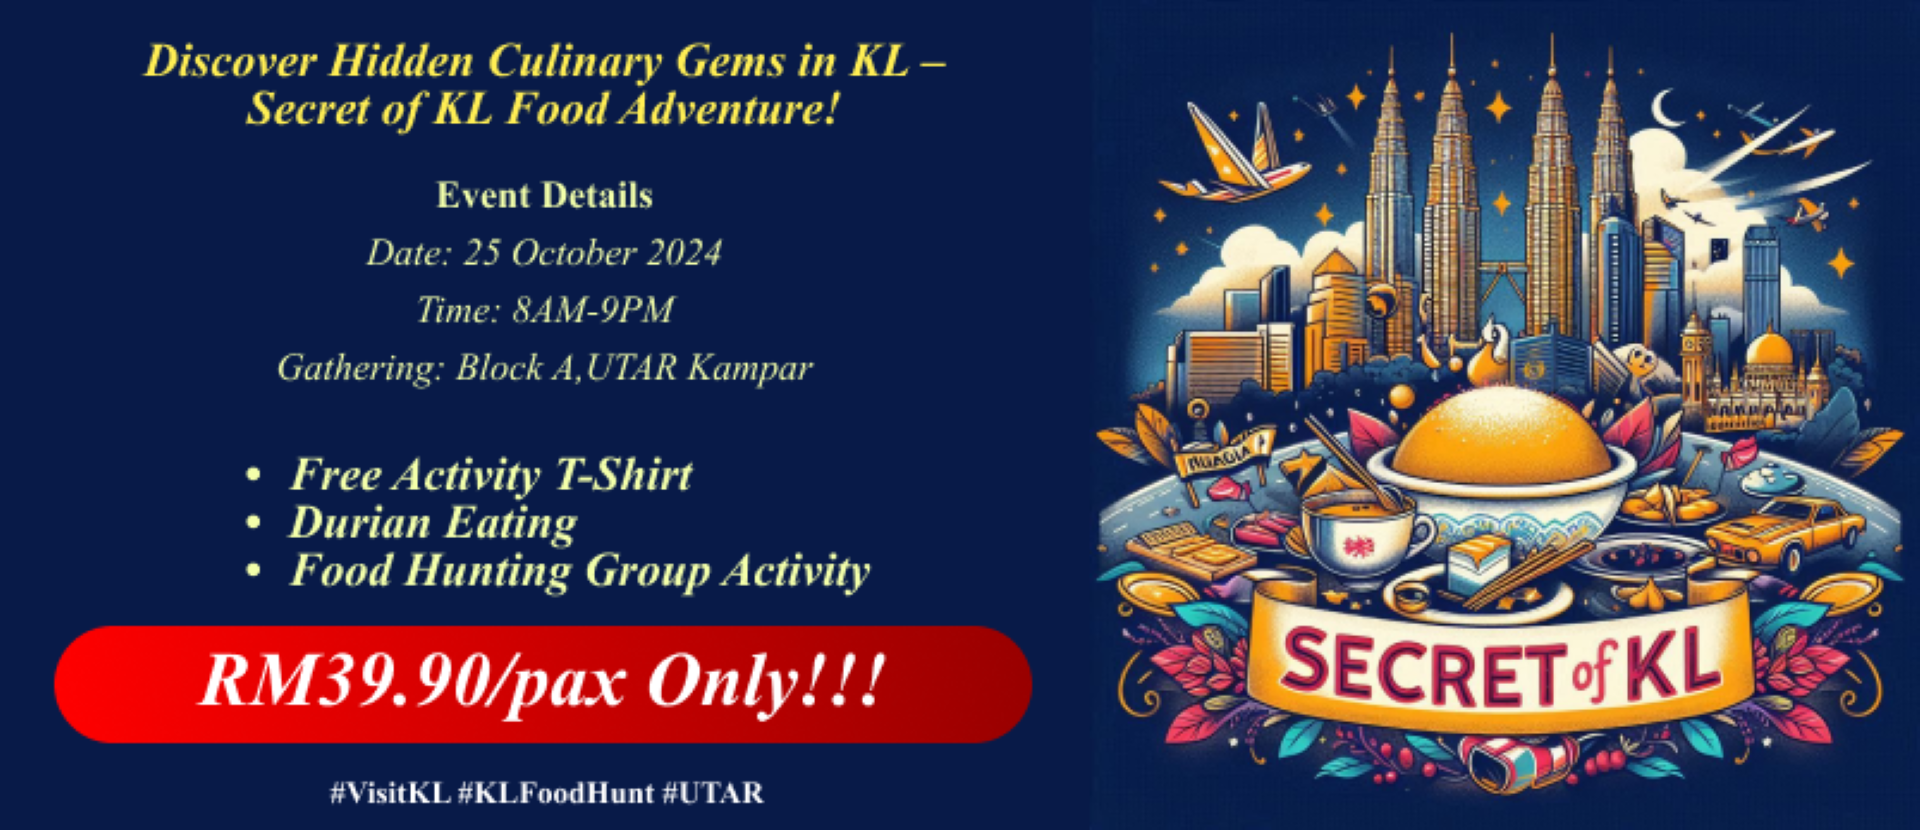 Discover Hidden Culinary Gems in KL –
Secret of KL Food Adventure!
Event Details
Date: 25 October 2024
Time: 8AM-9PM
Gathering: Block A,UTAR Kampar
• Free Activity T-Shirt
• Durian Eating
• Food Hunting Group Activity
RM39.90/pax Only!!!
#VisitKL #KLFoodHunt #UTAR
SECRET of KL